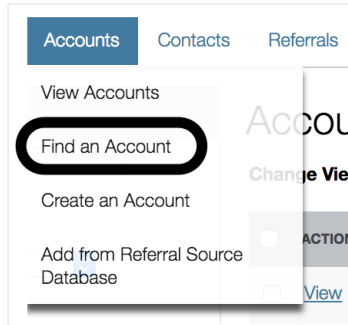 Accounts Contacts Referrals
View Accounts
Find an Account
Create an Account
Add from Referral Source
Database
View